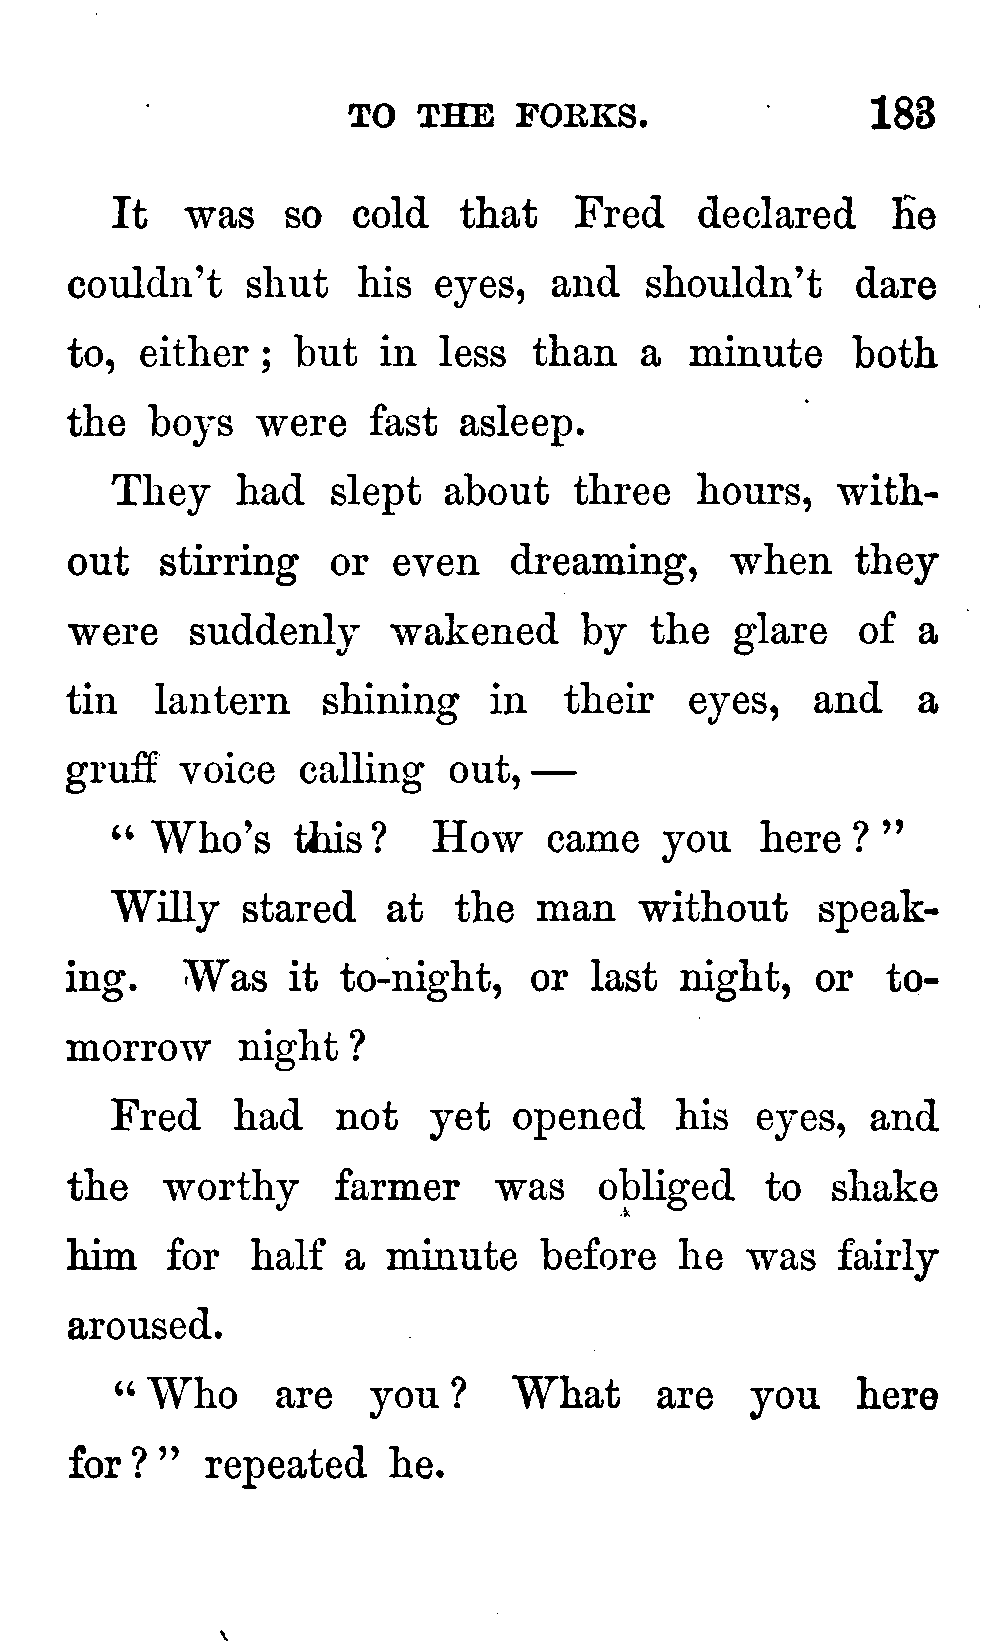 TO THE FORKS. 183
It was so cold that Fred declared he
couldn't shut his eyes, and shouldn't dare
to, either; but in less than a minute both
the boys were fast asleep.
They had slept about three hours, with-
out stirring or even dreaming, when they
were suddenly wakened by the glare of a
tin lantern shining in their eyes, and a
gruff voice calling out,—
"Who's this? How came you here?"
Willy stared at the man without speak-
ing. Was it to-night, or last night, or to-
morrow night?
Fred had not yet opened his eyes, and
the worthy farmer was obliged to shake
him for half a minute before he was fairly
aroused.
"Who are you? What are you here
for?" repeated he.